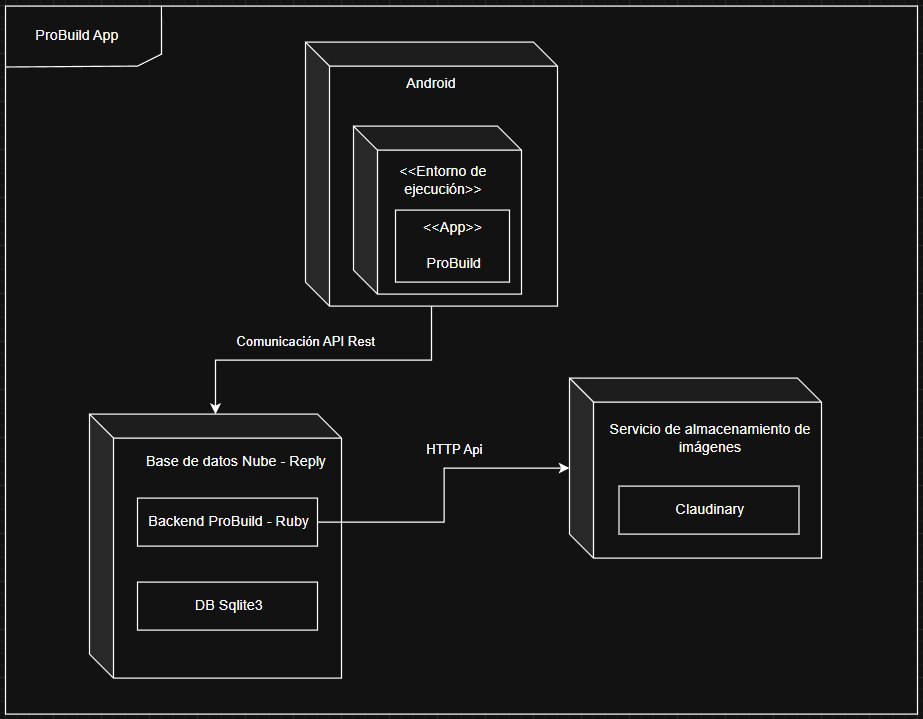 ProBuild App
Android
<<Entorno de
ejecución>>
<<App>>
ProBuild
Comunicación API Rest
Base de datos Nube - Reply
Backend ProBuild - Ruby
DB Sqlite3
HTTP Api
Servicio de almacenamiento de
imágenes
Claudinary